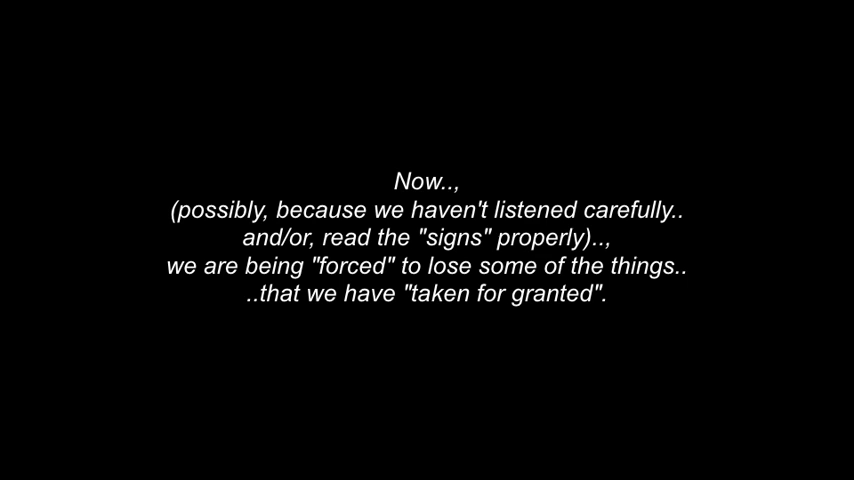 Now..,
(possibly, because we haven't listened carefully..
and/or, read the "signs" properly)..,
we are being "forced" to lose some of the things..
..that we have "taken for granted".